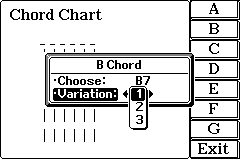 Chord Chart
B Chord
·Choose: B7
·Variation: 1
2
3
A
B
C
D
E
F
G
Exit